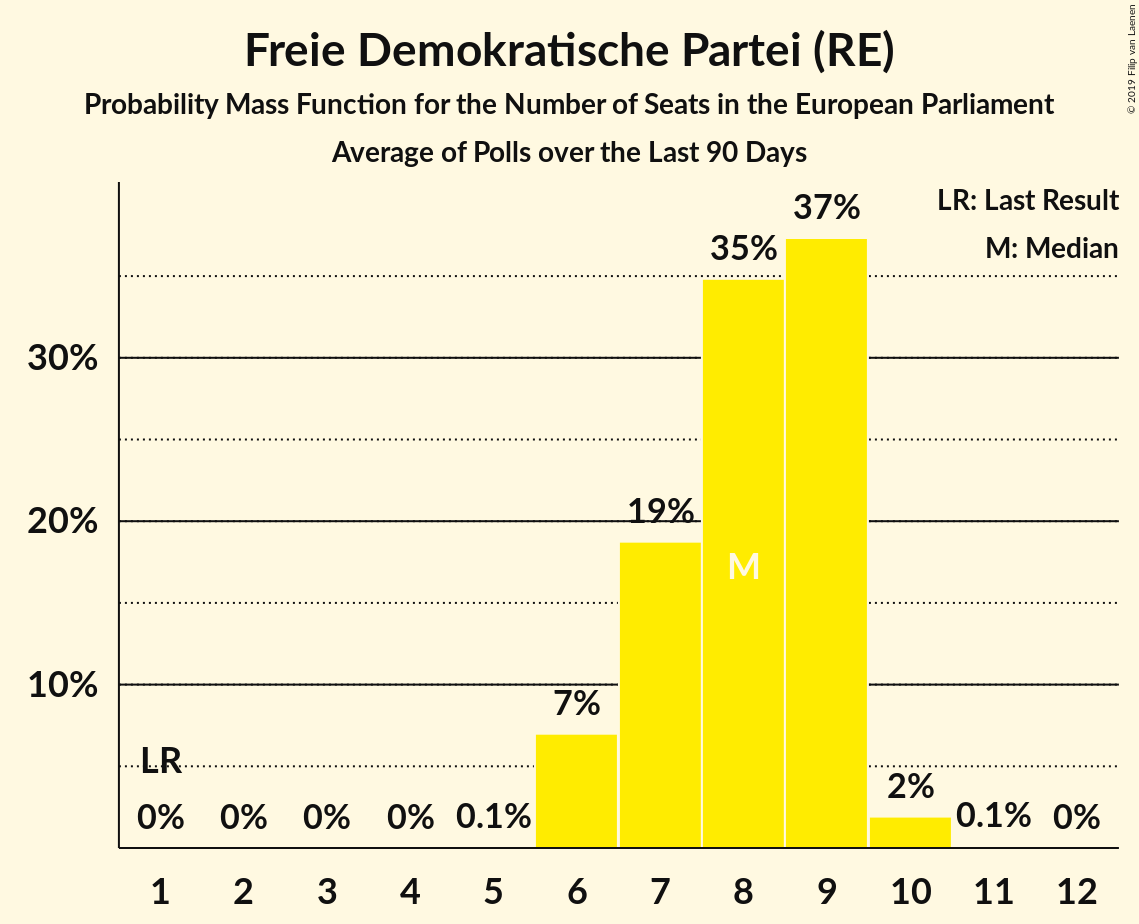 Freie Demokratische Partei (RE)
Probability Mass Function for the Number of Seats in the European Parliament
Average of Polls over the Last 90 Days
© 2019 Filip van Laenen
LR: Last Result
M: Median
37%
35%
30%
19%
20%
M
10%
7%
LR
2%
0% 0% 0% 0% 0.1% 0.1% 0%
1 2 3 4 5 6 7 8 9 10 11 12